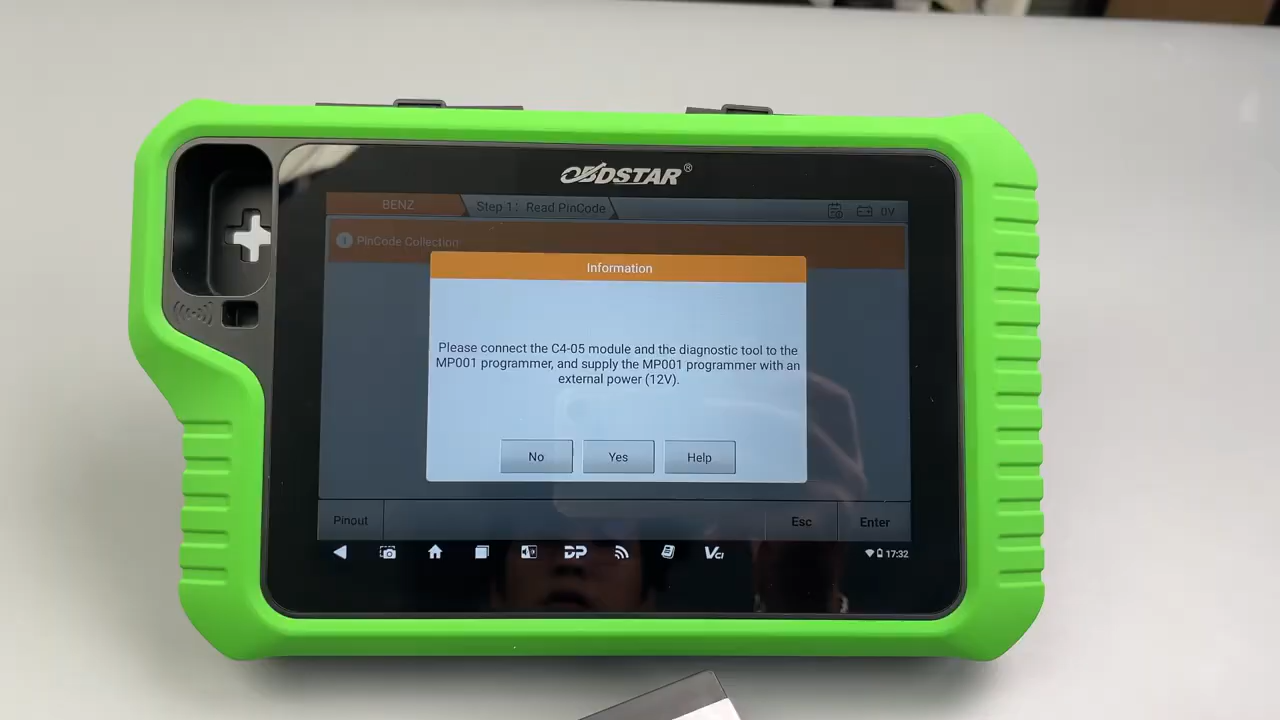 OBDSTAR®
BENZ
Step 1: Read PinCode
0V
PinCode Collection
Information
Please connect the C4-05 module and the diagnostic tool to the
MP001 programmer, and supply the MP001 programmer with an
external power (12V).
No
Yes
Help
Pinout
Esc
Enter
DP
VCI
17:32